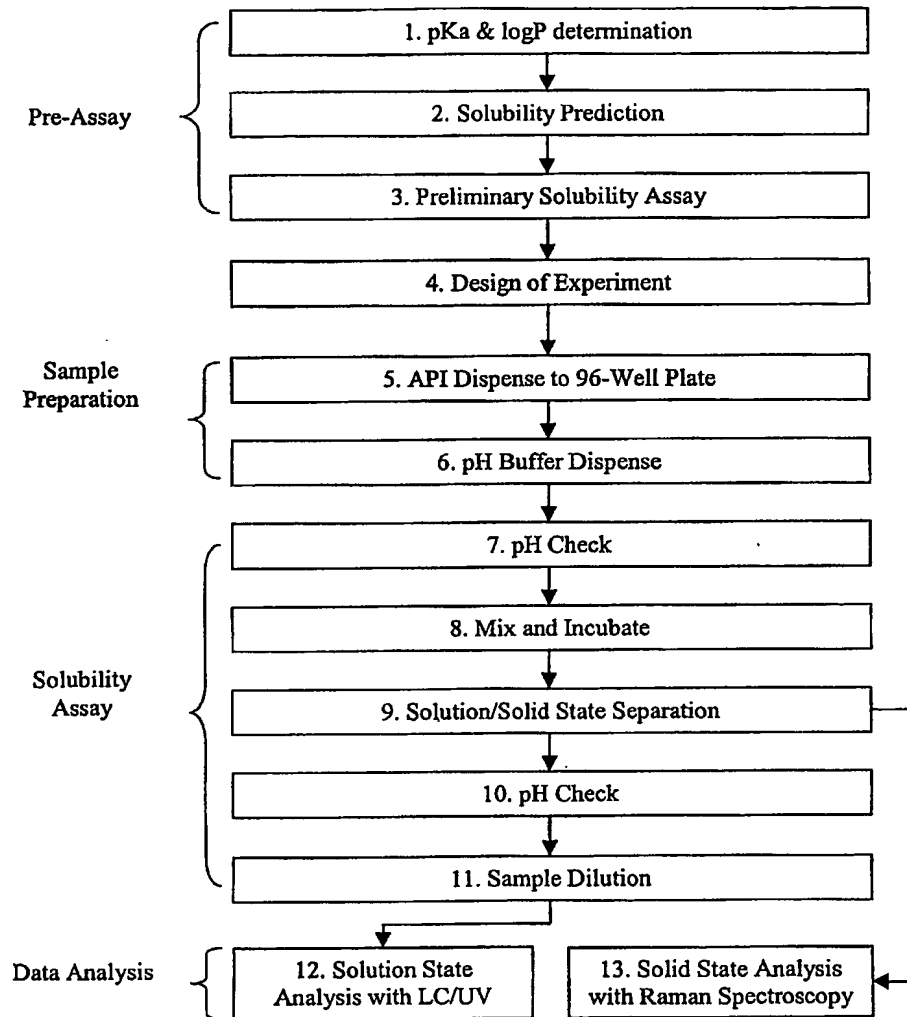 1. pKa & logP determination
Pre-Assay
2. Solubility Prediction
3. Preliminary Solubility Assay
4. Design of Experiment
Sample
Preparation
5. API Dispense to 96-Well Plate
6. pH Buffer Dispense
7. pH Check
8. Mix and Incubate
Solubility
Assay
9. Solution/Solid State Separation
10. pH Check
11. Sample Dilution
Data Analysis
12. Solution State
Analysis with LC/UV
13. Solid State Analysis
with Raman Spectroscopy